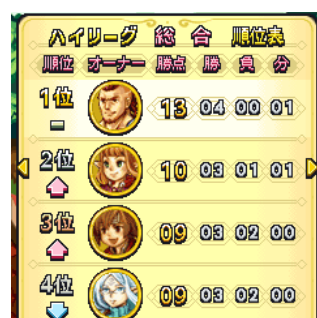 ハイリーグ 総合 順位表
順位 オーナー 勝点 勝 負 分
1位 13 04 00 01
2位 10 03 01 01
3位 09 03 02 00
4位 09 03 02 00